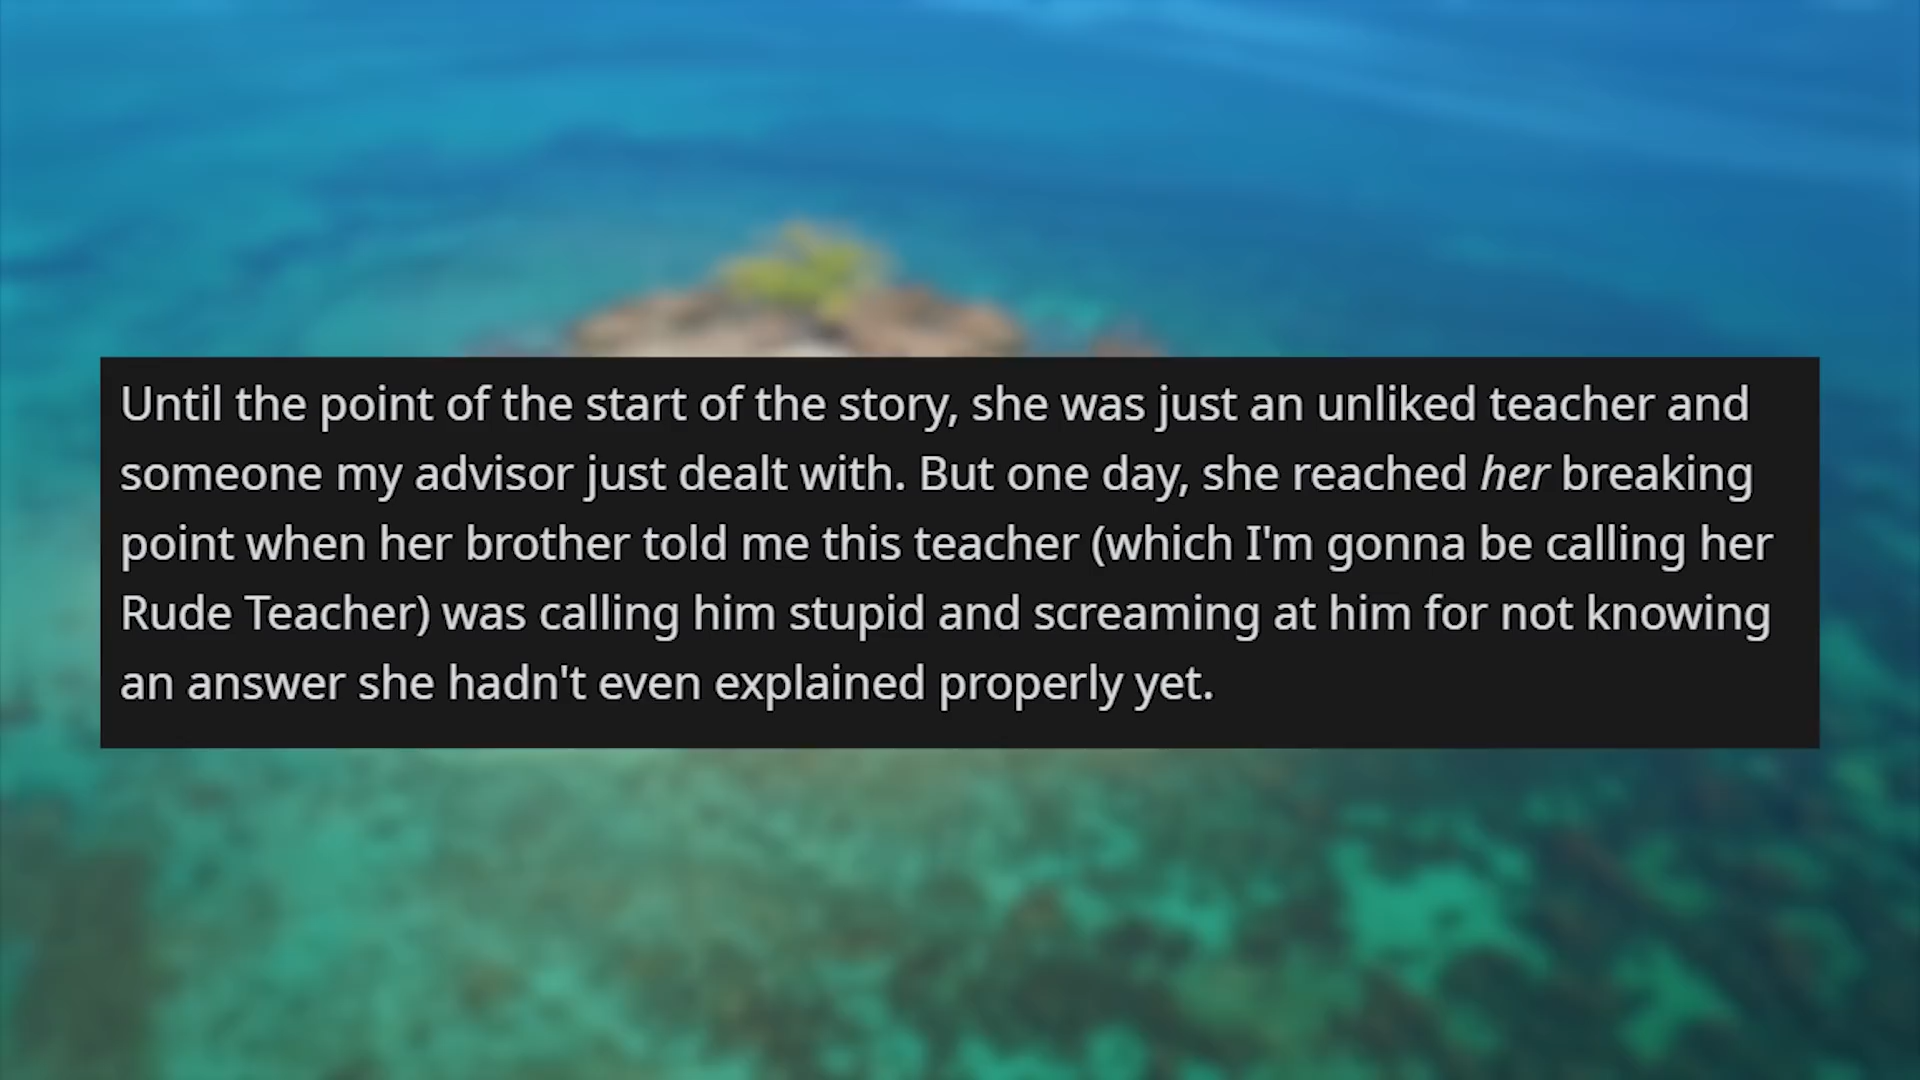 Until the point of the start of the story, she was just an unliked teacher and
someone my advisor just dealt with. But one day, she reached her breaking
point when her brother told me this teacher (which I'm gonna be calling her
Rude Teacher) was calling him stupid and screaming at him for not knowing
an answer she hadn't even explained properly yet.